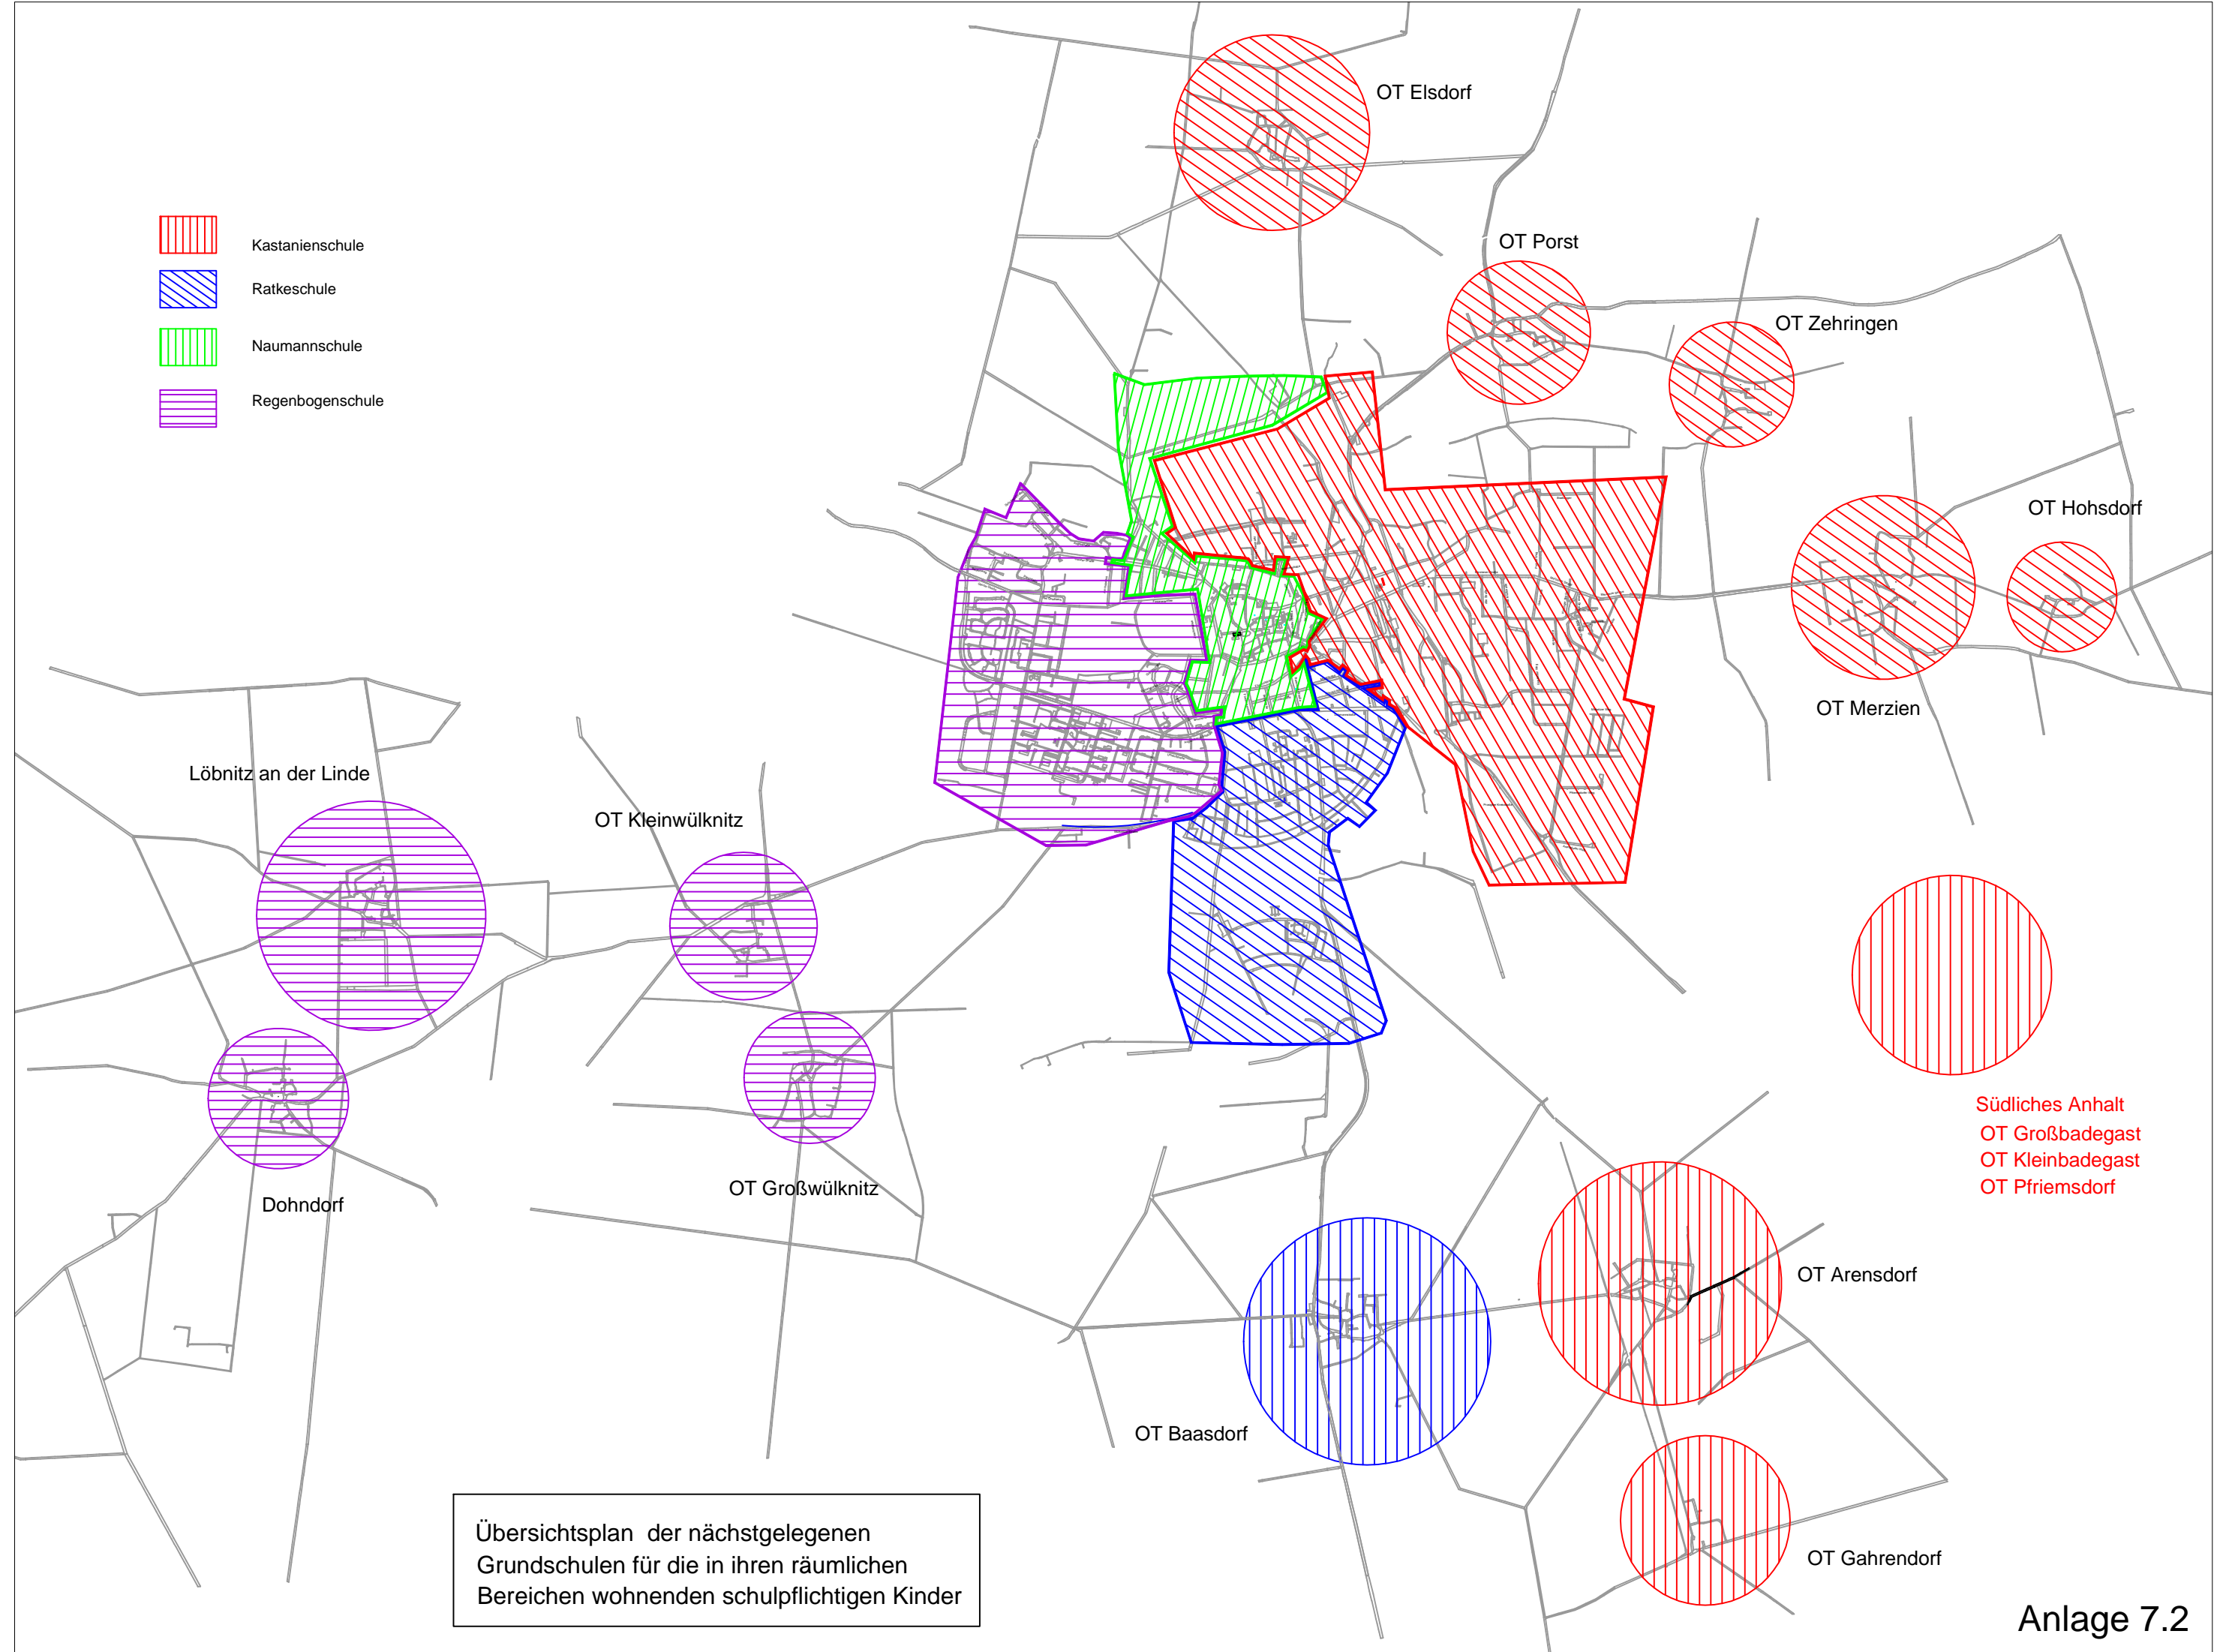 OT Elsdorf
OT Porst
Kastanienschule
Ratkeschule
OT Zehringen
Naumannschule
Regenbogenschule
OT Hohsdorf
OT Merzien
Löbnitz an der Linde
OT Kleinwülknitz
Südliches Anhalt
OT Großbadegast
OT Kleinbadegast
OT Pfriemsdorf
OT Großwülknitz
Dohndorf
OT Arensdorf
OT Baasdorf
OT Gahrendorf
Übersichtsplan der nächstgelegenen
Grundschulen für die in ihren räumlichen
Bereichen wohnenden schulpflichtigen Kinder
Anlage 7.2